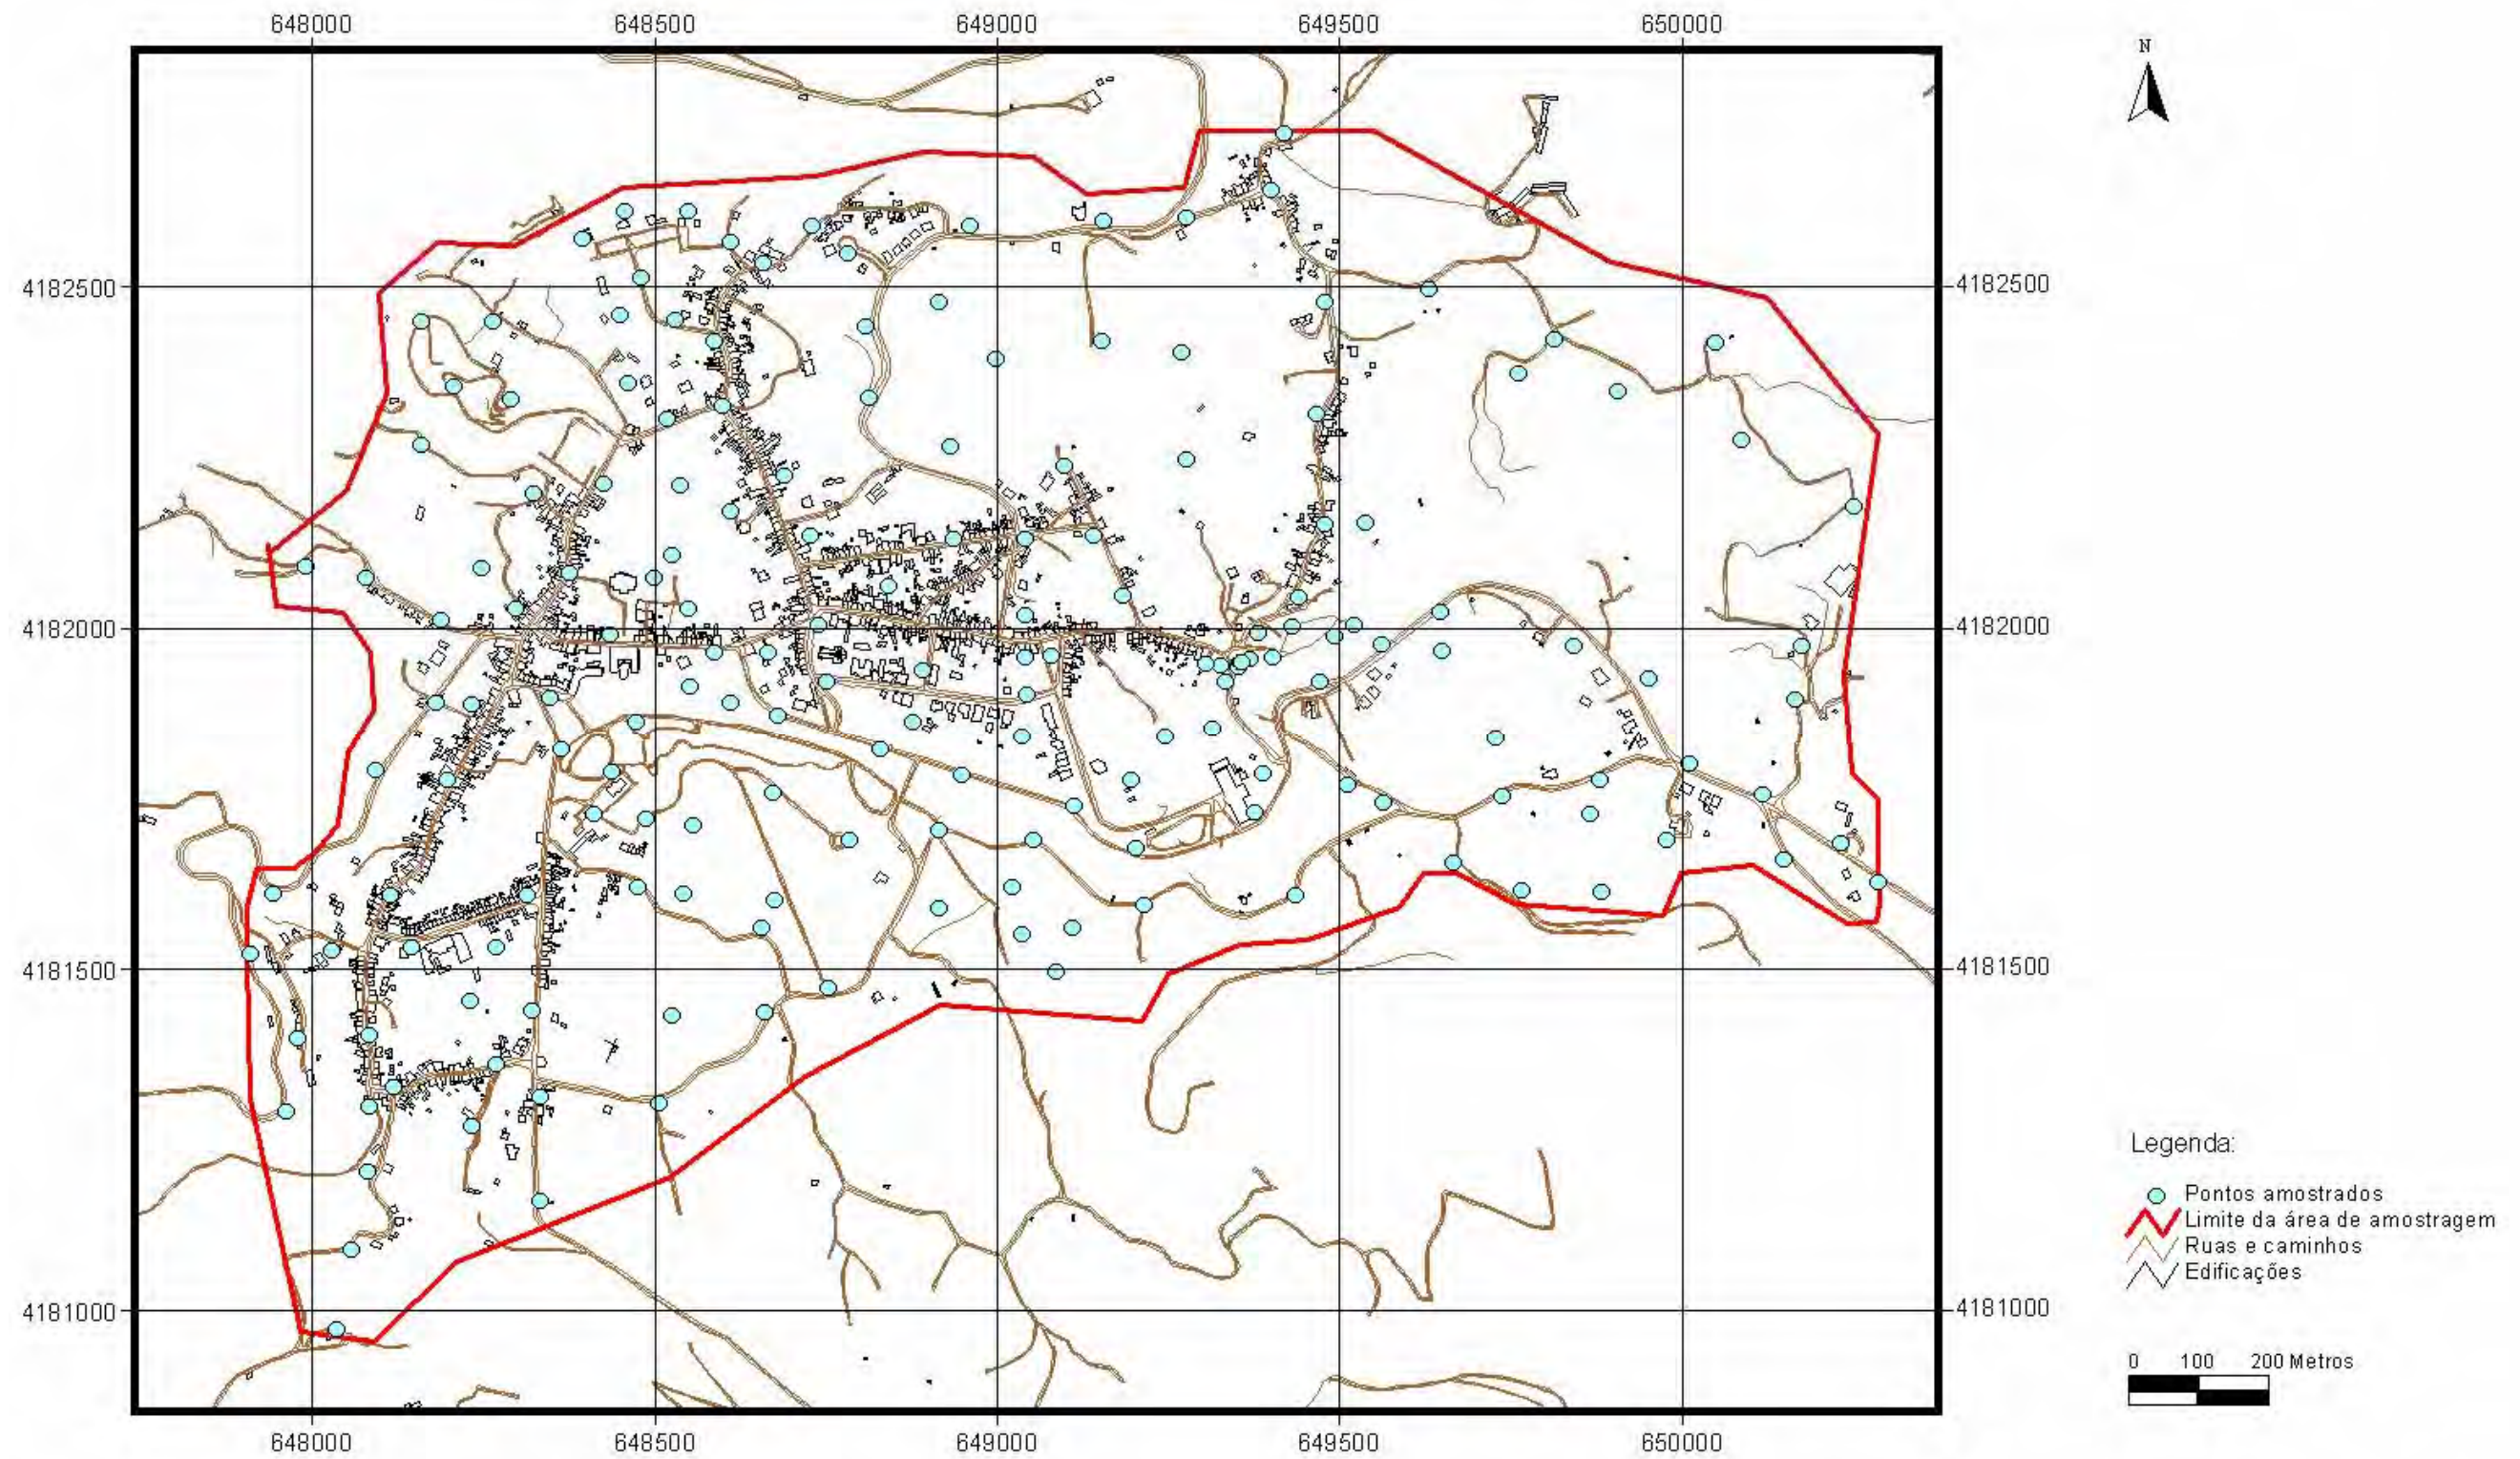 648000 648500 649000 649500 650000
N
4182500 4182500
4182000 4182000
4181500 4181500
4181000 4181000
648000 648500 649000 649500 650000
Legenda:
Pontos amostrados
Limite da área de amostragem
Ruas e caminhos
Edificações
0 100 200 Metros